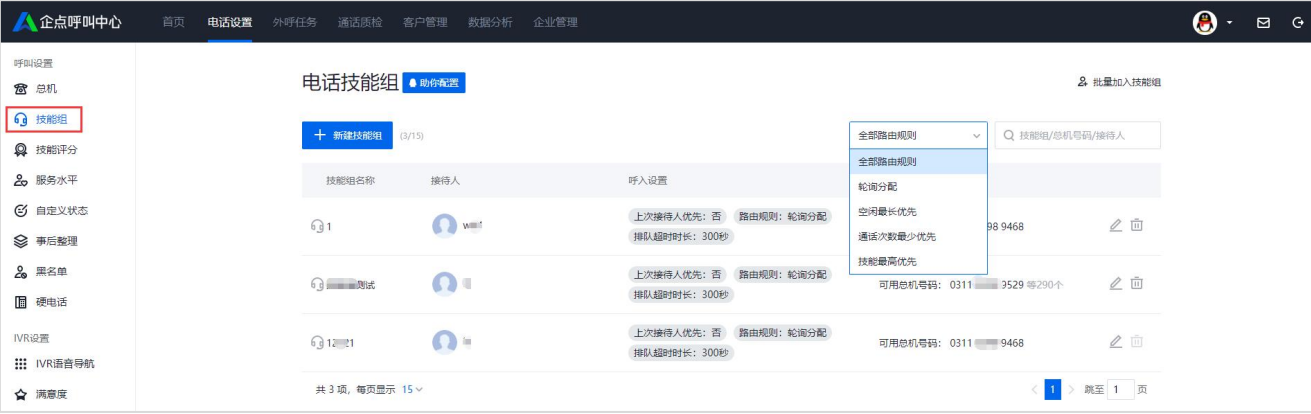 企点呼叫中心 首页 电话设置 外呼任务 通话质检 客户管理 数据分析 企业管理
呼叫设置
总机
技能组
技能评分
服务水平
自定义状态
事后整理
黑名单
硬电话
IVR设置
IVR语音导航
满意度
电话技能组 助你配置 批量加入技能组
新建技能组 (3/15) 全部路由规则 技能组/总机号码/接待人
全部路由规则
轮询分配
空闲最长优先
通话次数最少优先
技能最高优先
技能组名称 接待人 呼入设置
1 上次接待人优先：否 路由规则：轮询分配 98 9468
排队超时时长：300秒
测试 上次接待人优先：否 路由规则：轮询分配
排队超时时长：300秒 可用总机号码： 0311 9529 等290个
上次接待人优先：否 路由规则：轮询分配
排队超时时长：300秒 可用总机号码： 0311 9468
共 3 项，每页显示 15 1 跳至 1 页